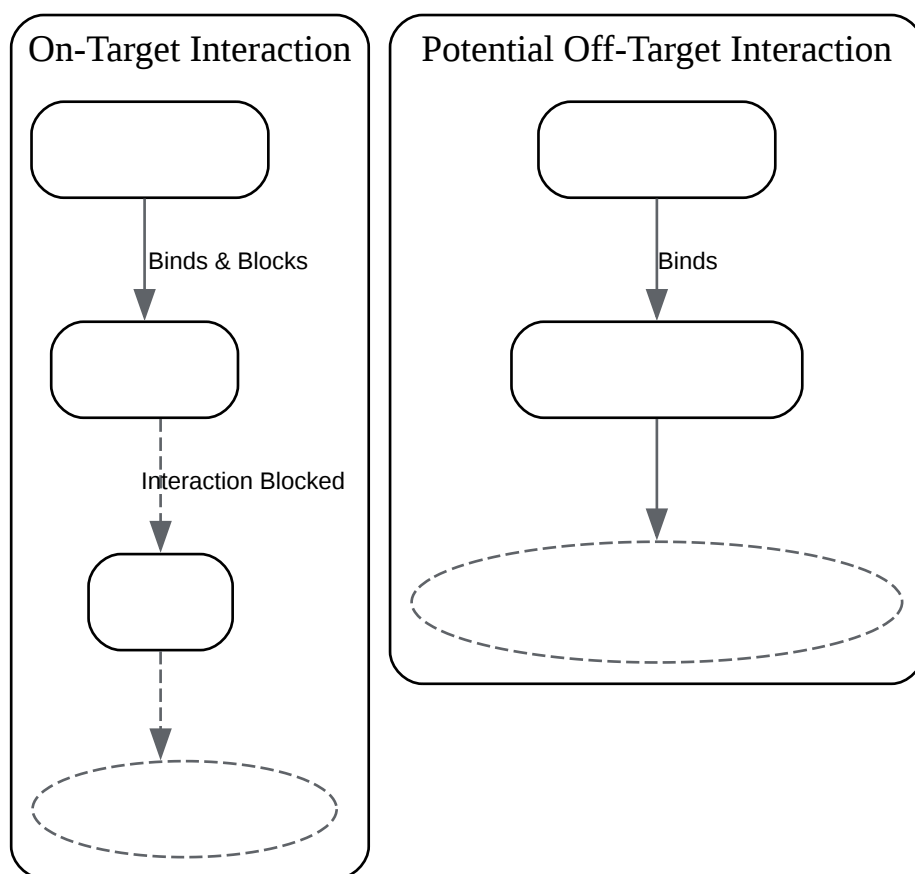 On-Target Interaction
Binds & Blocks
Interaction Blocked
Potential Off-Target Interaction
Binds